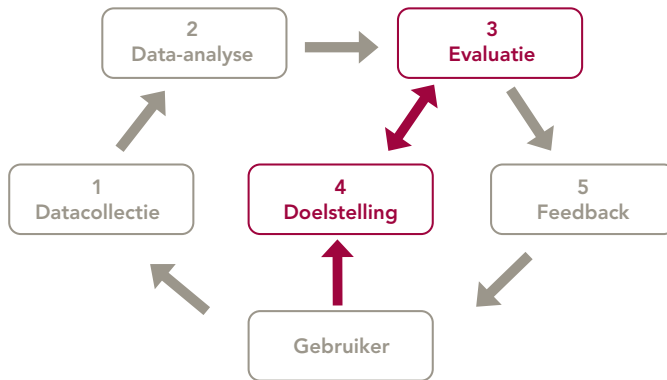 2
Data-analyse
3
Evaluatie
1
Datacollectie
4
Doelstelling
5
Feedback
Gebruiker